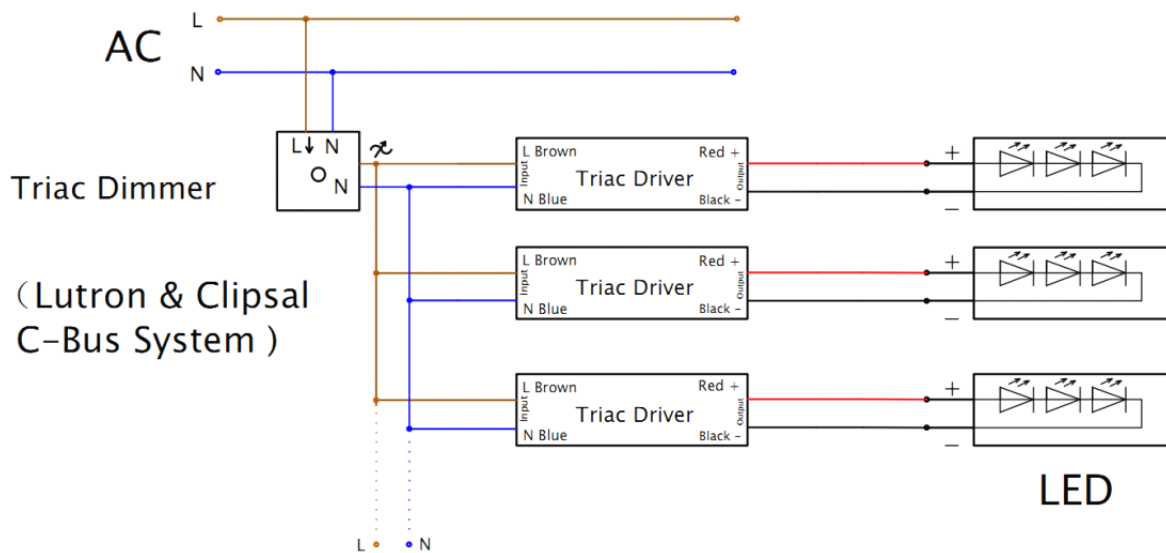 L
AC
N
L↓ N
N
Triac Dimmer
(Lutron & Clipsal
C-Bus System )
L Brown
Input
N Blue
Triac Driver
Red +
Output
Black -
+
-
L Brown
Input
N Blue
Triac Driver
Red +
Output
Black -
+
-
L Brown
Input
N Blue
Triac Driver
Red +
Output
Black -
+
-
LED
L
N